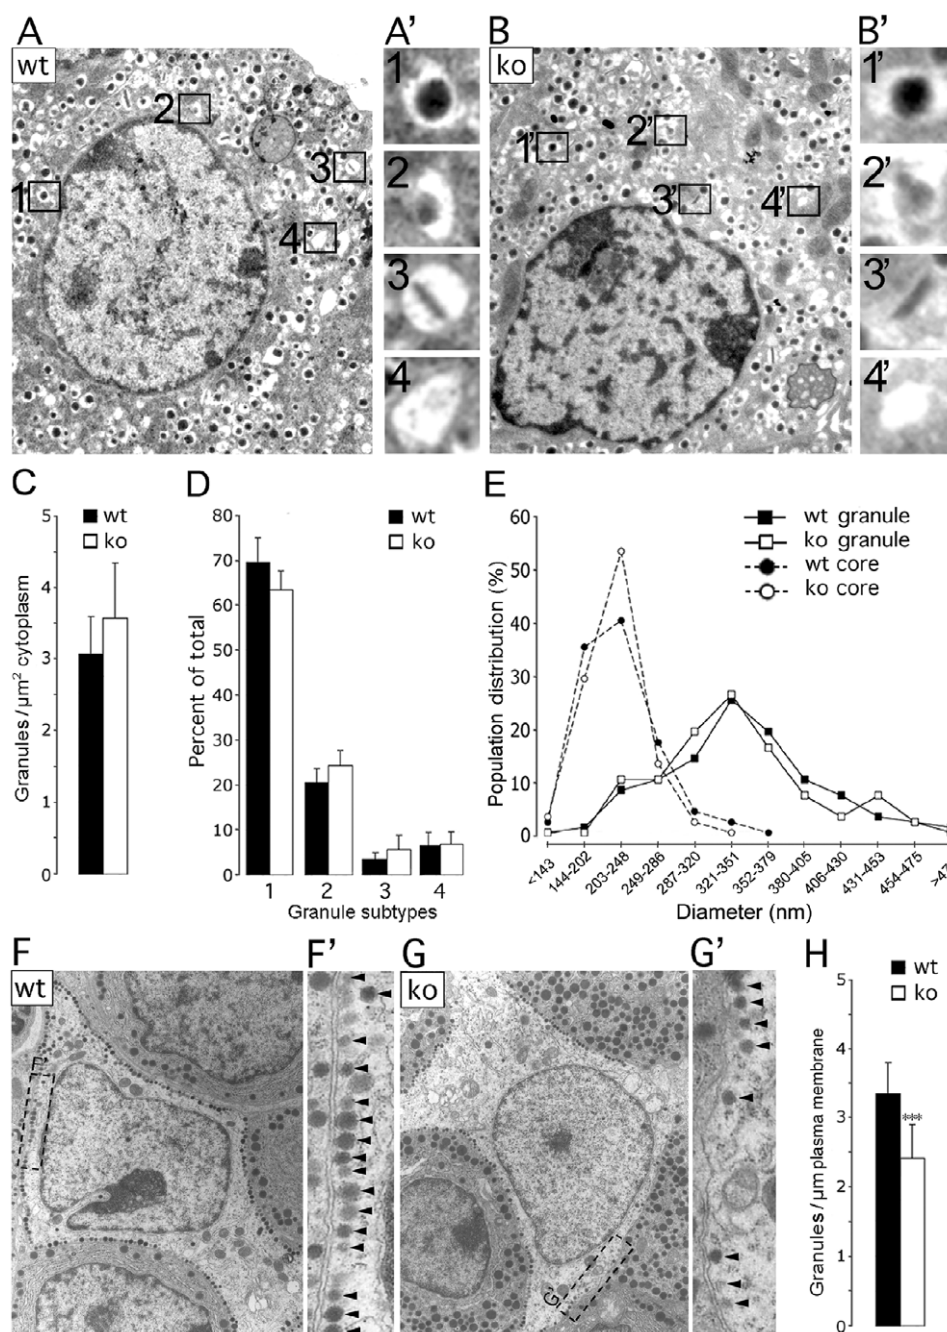 A
A'
B
B'
wt
ko
1
2
3
4
1
2
3
4
1'
2'
3'
4'
1'
2'
3'
4'
C
wt
ko
Granules / µm² cytoplasm
5
4
3
2
1
0
D
wt
ko
Percent of total
80
70
60
50
40
30
20
10
0
1 2 3 4
Granule subtypes
E
wt granule
ko granule
wt core
ko core
Population distribution (%)
60
50
40
30
20
10
0
<143
144-202
203-248
249-286
287-320
321-351
352-379
380-405
406-430
431-453
454-475
Diameter (nm)
F
wt
F'
F'
G
ko
G'
G'
H
wt
ko
Granules / µm plasma membrane
5
4
3
2
1
0
***